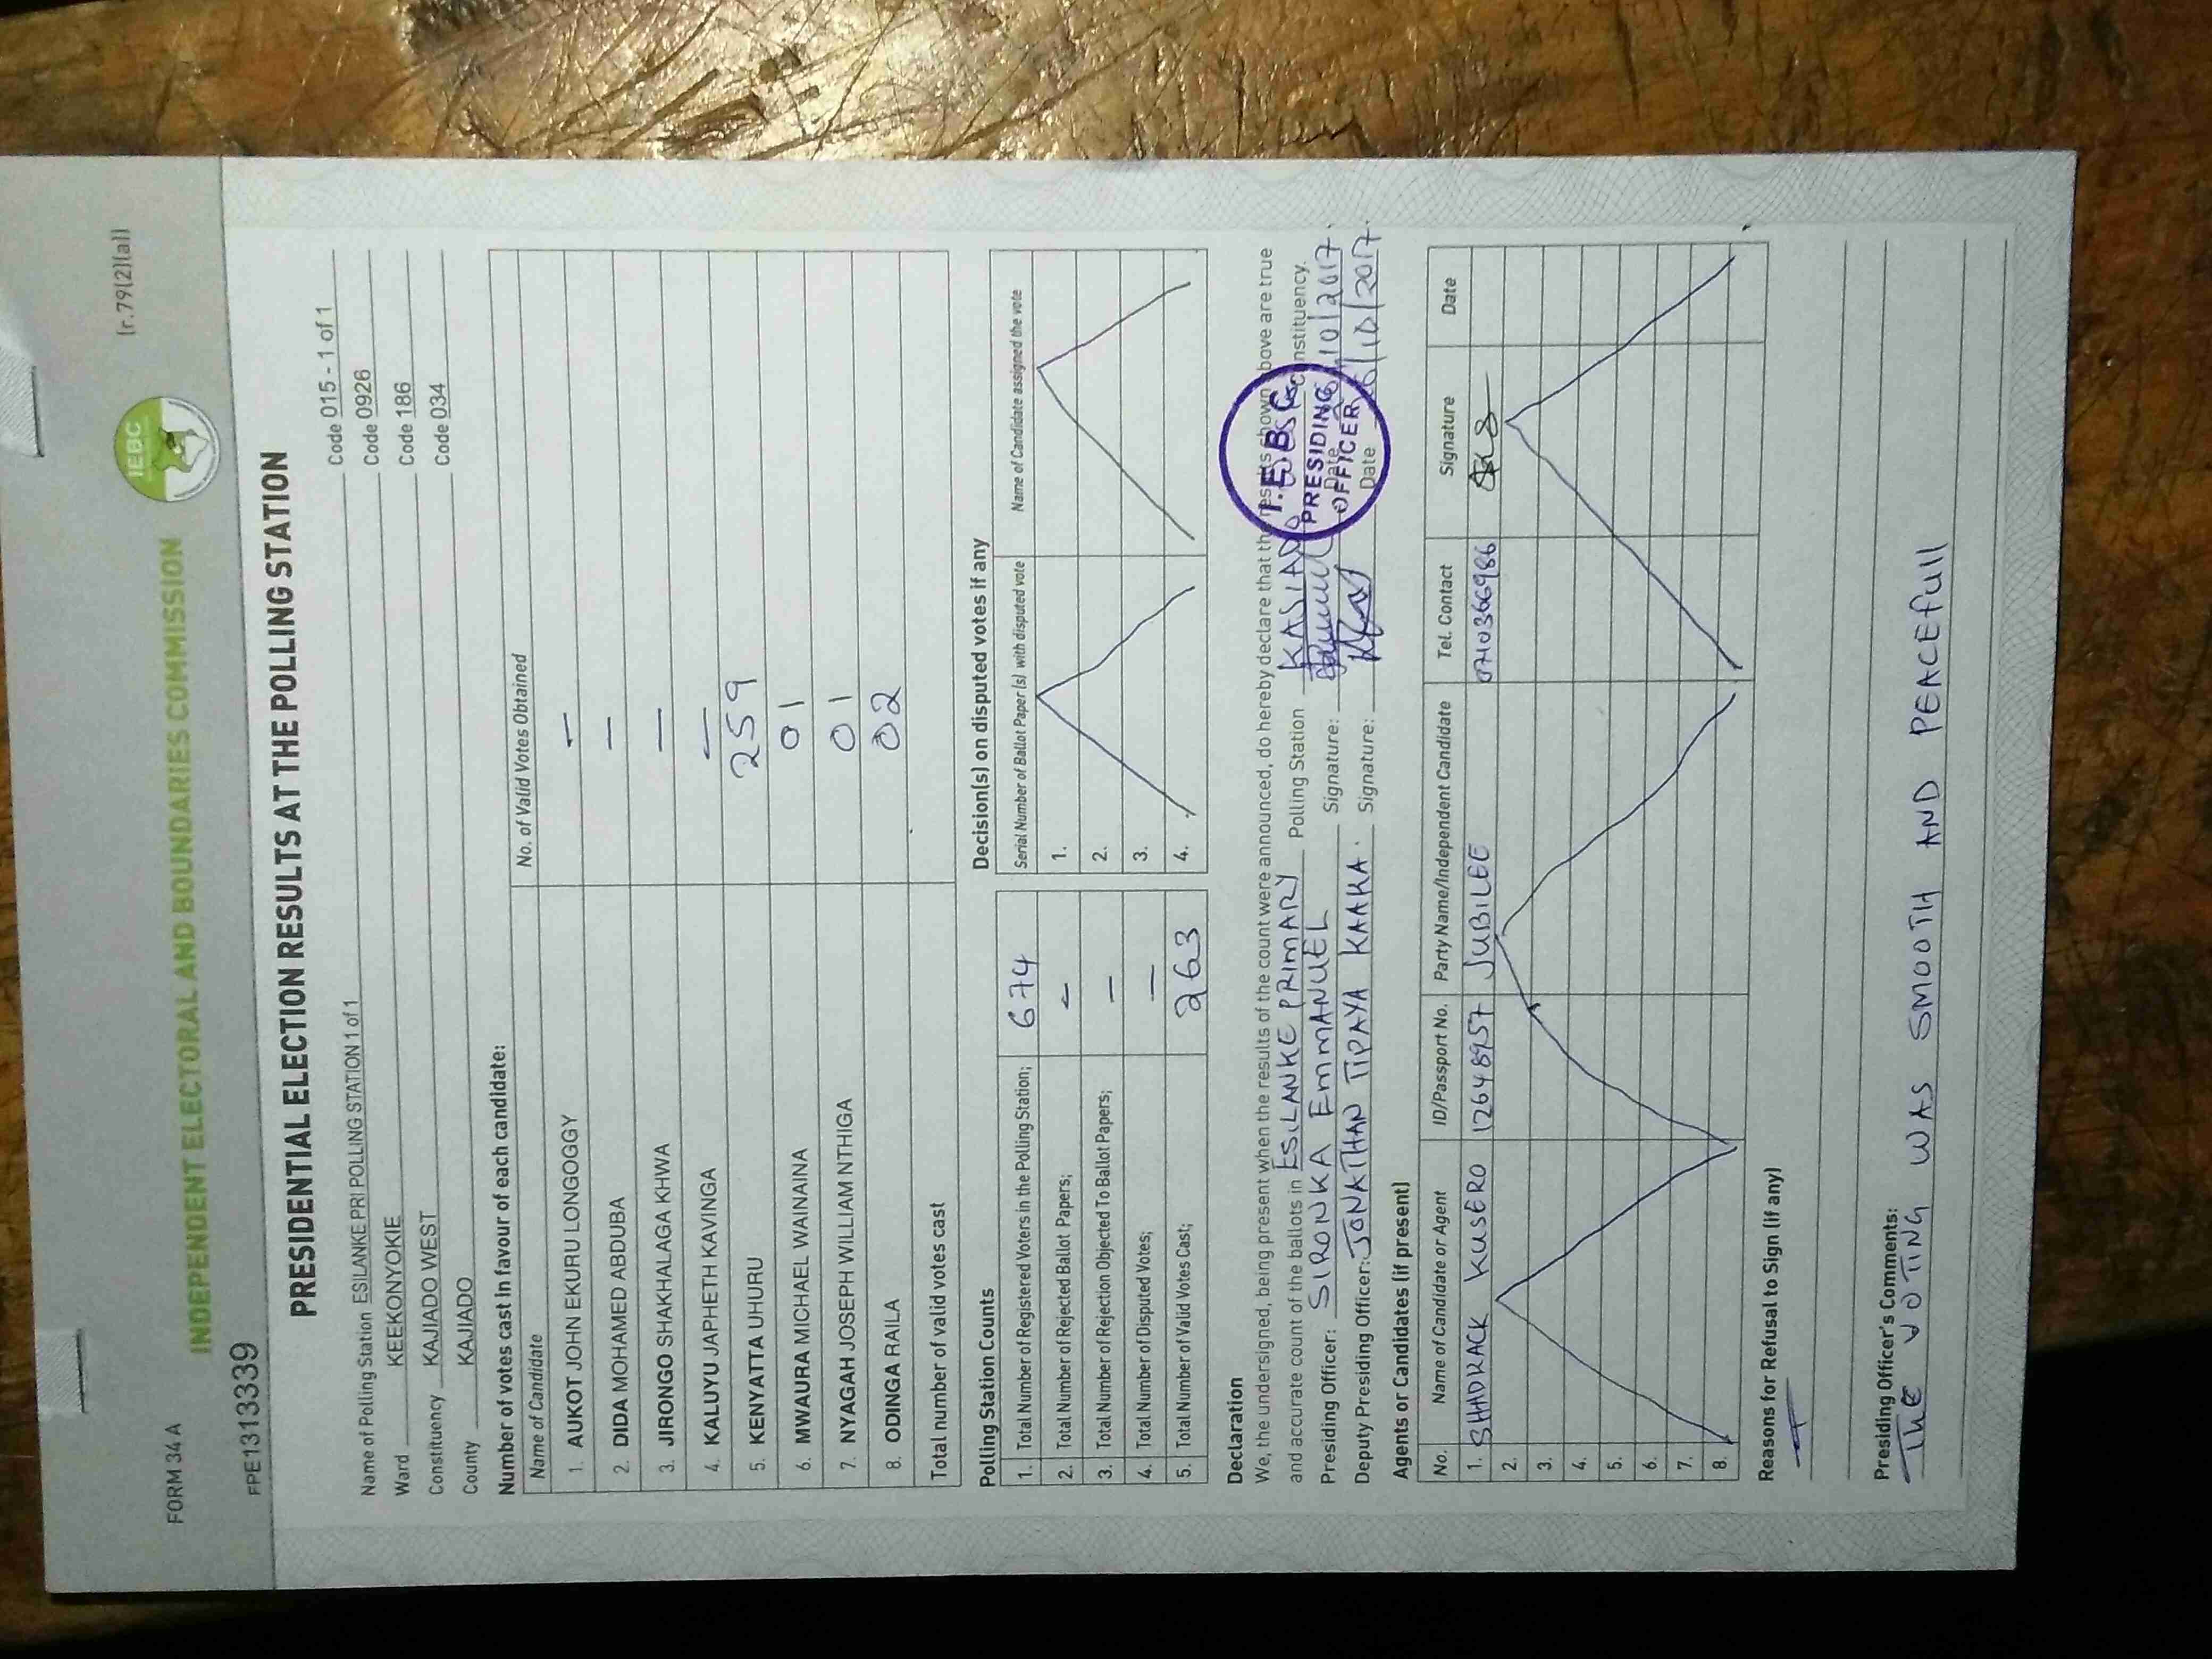 FORM 34 A
(r.79(2)(a))
IEBC
INDEPENDENT ELECTORAL AND BOUNDARIES COMMISSION
FPE1313339
PRESIDENTIAL ELECTION RESULTS AT THE POLLING STATION
Name of Polling Station ESILANKE PRI POLLING STATION 1 of 1 Code 015 - 1 of 1
Ward KEEKONYOKIE Code 0926
Constituency KAJIADO WEST Code 186
County KAJIADO Code 034
Number of votes cast in favour of each candidate:
Name of Candidate No. of Valid Votes Obtained
1. AUKOT JOHN EKURU LONGOGGY —
2. DIDA MOHAMED ABDUBA —
3. JIRONGO SHAKHALAGA KHWA —
4. KALUYU JAPHETH KAVINGA —
5. KENYATTA UHURU 259
6. MWAURA MICHAEL WAINAINA 01
7. NYAGAH JOSEPH WILLIAM NTHIGA 01
8. ODINGA RAILA 02
Total number of valid votes cast
Polling Station Counts
1. Total Number of Registered Voters in the Polling Station; 674
2. Total Number of Rejected Ballot Papers; —
3. Total Number of Rejection Objected To Ballot Papers; —
4. Total Number of Disputed Votes; —
5. Total Number of Valid Votes Cast; 263
Decision(s) on disputed votes if any
Serial Number of Ballot Paper (s) with disputed vote Name of Candidate assigned the vote
1.
2.
3.
4.
Declaration
We, the undersigned, being present when the results of the count were announced, do hereby declare that the results shown above are true
and accurate count of the ballots in ESILANKE PRIMARY Polling Station Constituency.
Presiding Officer: SIRONKA EMMANUEL Signature: Date /10/2017.
Deputy Presiding Officer: JONATHAN TIPAYA KAAKA. Signature: Date /10/2017.
I.E.B.C
PRESIDING
OFFICER
Agents or Candidates (if present)
No. Name of Candidate or Agent ID/Passport No. Party Name/Independent Candidate Tel. Contact Signature Date
1. SHADRACK KUSERO 12648957 JUBILEE 0710366986
2.
3.
4.
5.
6.
7.
8.
Reasons for Refusal to Sign (if any)
Presiding Officer's Comments:
THE VOTING WAS SMOOTH AND PEACEFULL